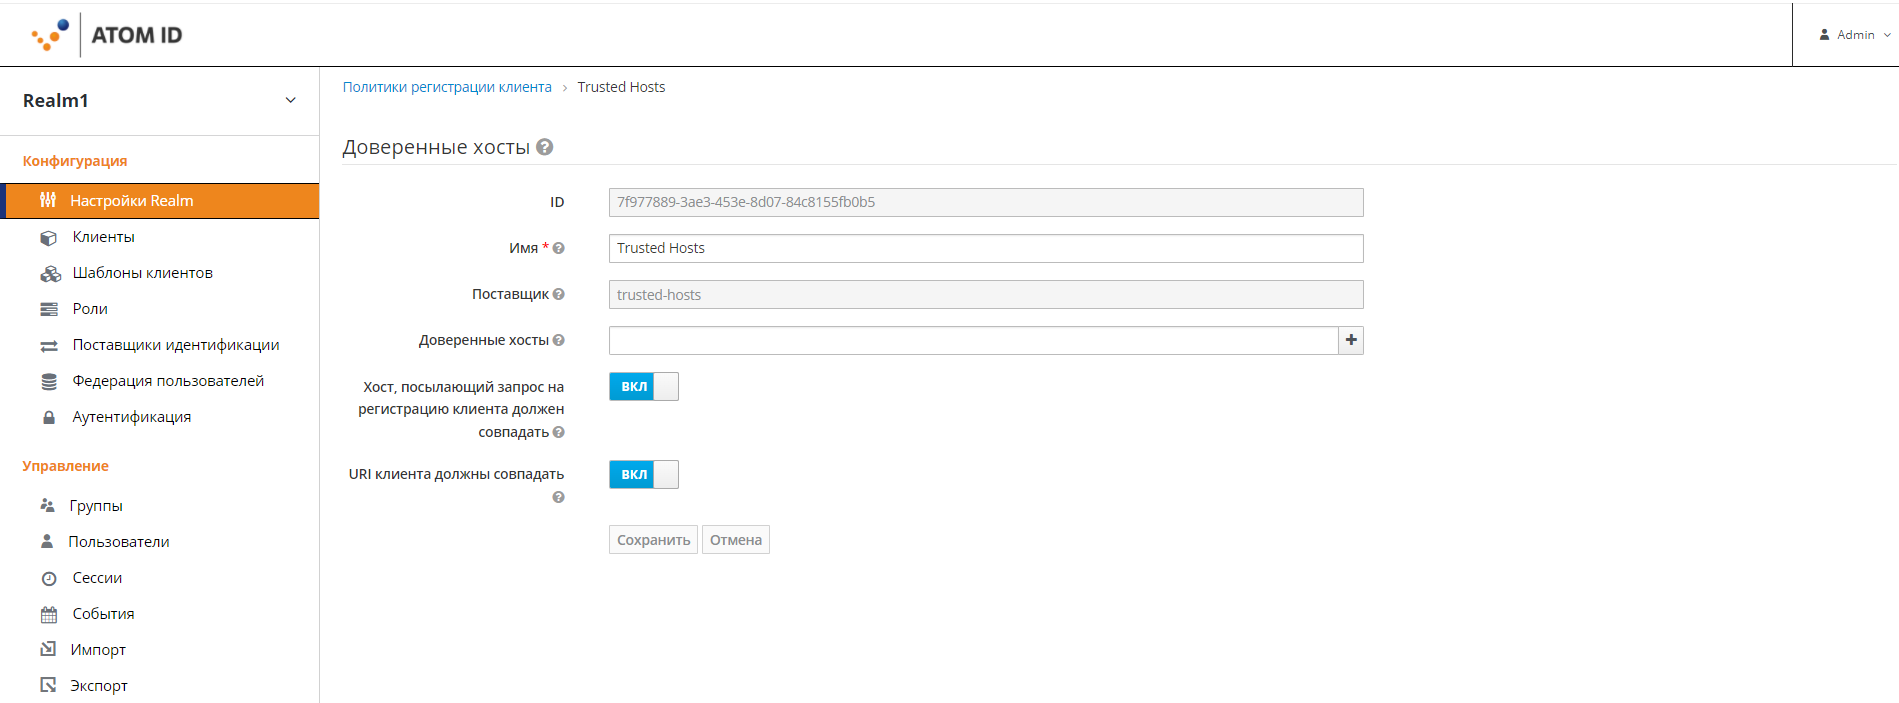 ATOM ID
Admin
Realm1
Политики регистрации клиента › Trusted Hosts
Доверенные хосты
Конфигурация
Настройки Realm
Клиенты
Шаблоны клиентов
Роли
Поставщики идентификации
Федерация пользователей
Аутентификация
Управление
Группы
Пользователи
Сессии
События
Импорт
Экспорт
ID
7f977889-3ae3-453e-8d07-84c8155fb0b5
Имя *
Trusted Hosts
Поставщик
trusted-hosts
Доверенные хосты
Хост, посылающий запрос на
регистрацию клиента должен
совпадать
ВКЛ
URI клиента должны совпадать
ВКЛ
Сохранить
Отмена